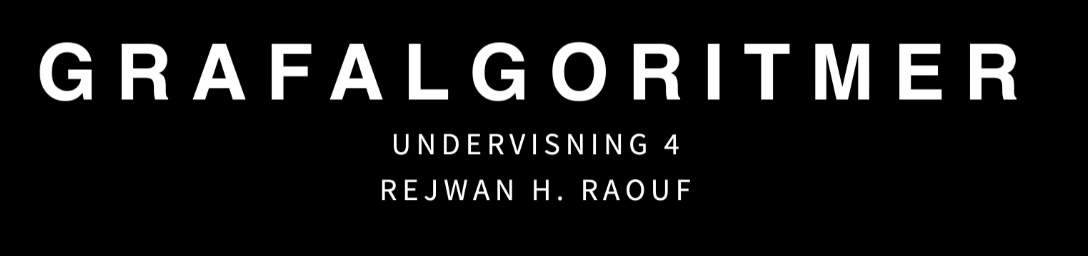 GRAFALGORITMER
UNDERVISNING 4
REJWAN H. RAOUF